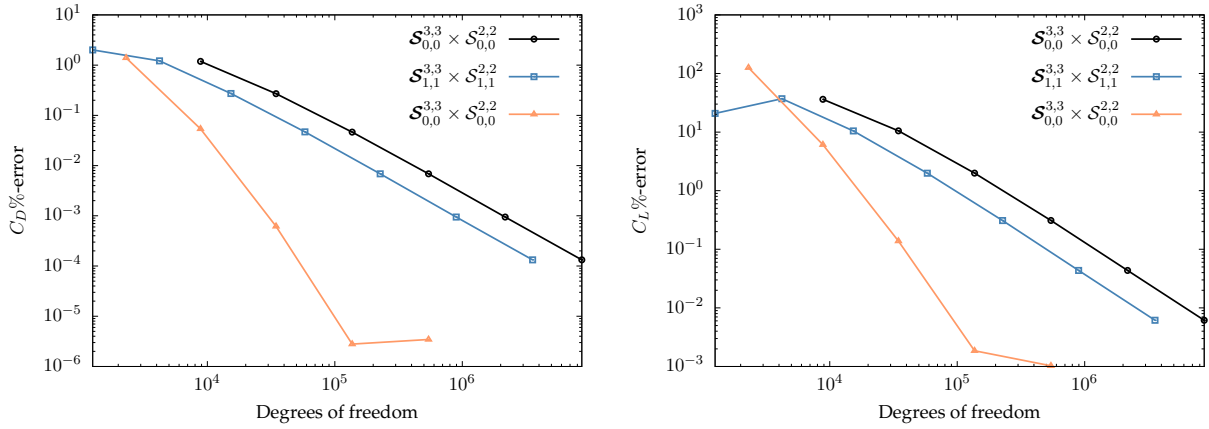 10^1
10^0
10^-1
10^-2
10^-3
10^-4
10^-5
10^-6
C_D%-error
10^4 10^5 10^6
Degrees of freedom
𝓢^{3,3}_{0,0} × 𝒮^{2,2}_{0,0}
𝓢^{3,3}_{1,1} × 𝒮^{2,2}_{1,1}
𝓢^{3,3}_{0,0} × 𝒮^{2,2}_{0,0}
10^3
10^2
10^1
10^0
10^-1
10^-2
10^-3
C_L%-error
10^4 10^5 10^6
Degrees of freedom
𝓢^{3,3}_{0,0} × 𝒮^{2,2}_{0,0}
𝓢^{3,3}_{1,1} × 𝒮^{2,2}_{1,1}
𝓢^{3,3}_{0,0} × 𝒮^{2,2}_{0,0}